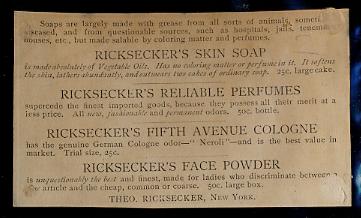 Soaps are largely made with grease from all sorts of animals, someti
diseased, and from questionable sources, such as hospitals, jails, teneme
houses, etc., but made salable by coloring matter and perfumes.
RICKSECKER'S SKIN SOAP
is made absolutely of Vegetable Oils. Has no coloring matter or perfume in it. It softens
the skin, lathers abundantly, and outwears two cakes of ordinary soap. 25c. large cake.
RICKSECKER'S RELIABLE PERFUMES
supercede the finest imported goods, because they possess all their merit at a
less price. All new, fashionable and permanent odors. 50c. bottle.
RICKSECKER'S FIFTH AVENUE COLOGNE
has the genuine German Cologne odor—"Neroli"—and is the best value in
market. Trial size, 25c.
RICKSECKER'S FACE POWDER
is unquestionably the best and finest, made for ladies who discriminate between
article and the cheap, common or coarse. 50c. large box.
THEO. RICKSECKER, NEW YORK.